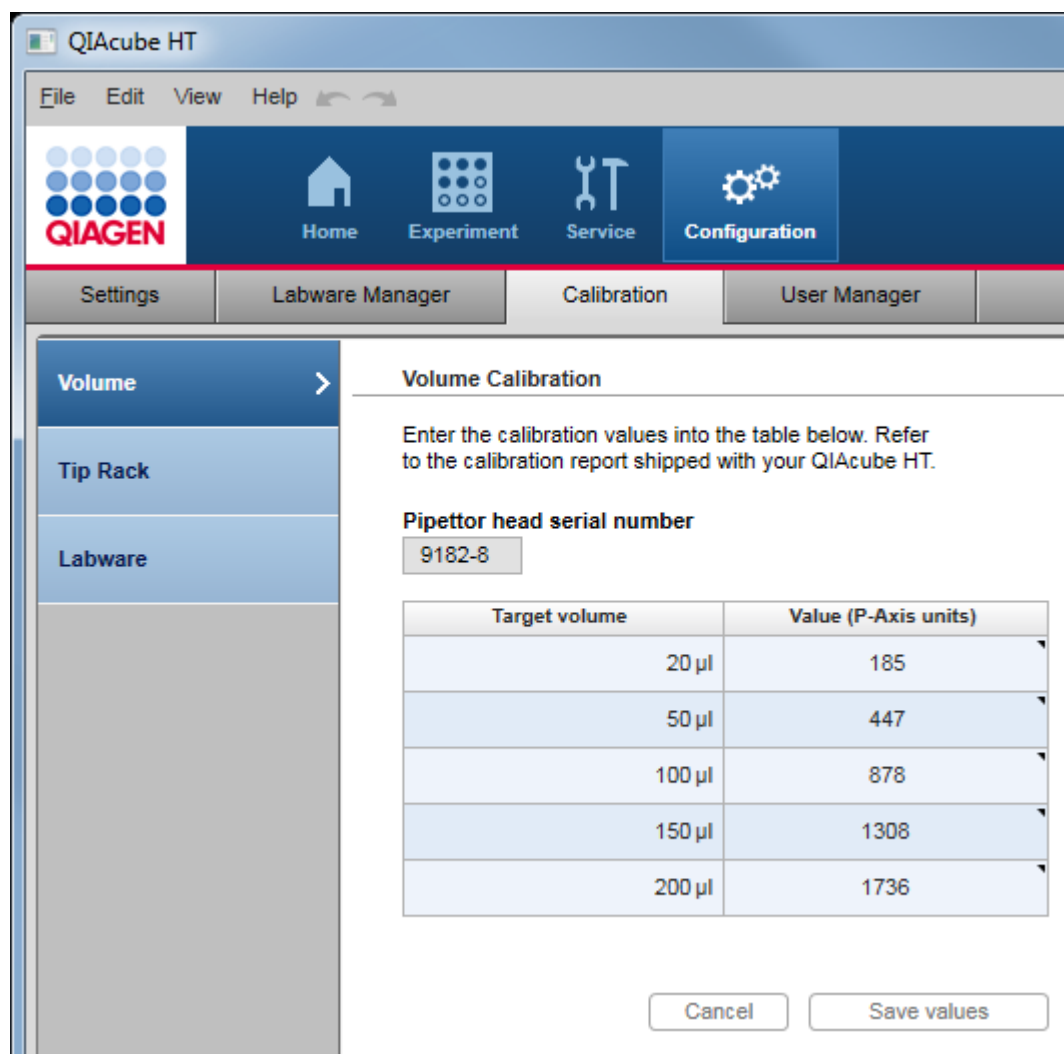 QIAcube HT
File Edit View Help
QIAGEN
Home Experiment Service Configuration
Settings Labware Manager Calibration User Manager
Volume
Tip Rack
Labware
Volume Calibration
Enter the calibration values into the table below. Refer
to the calibration report shipped with your QIAcube HT.
Pipettor head serial number
9182-8
Target volume Value (P-Axis units)
20 µl 185
50 µl 447
100 µl 878
150 µl 1308
200 µl 1736
Cancel Save values